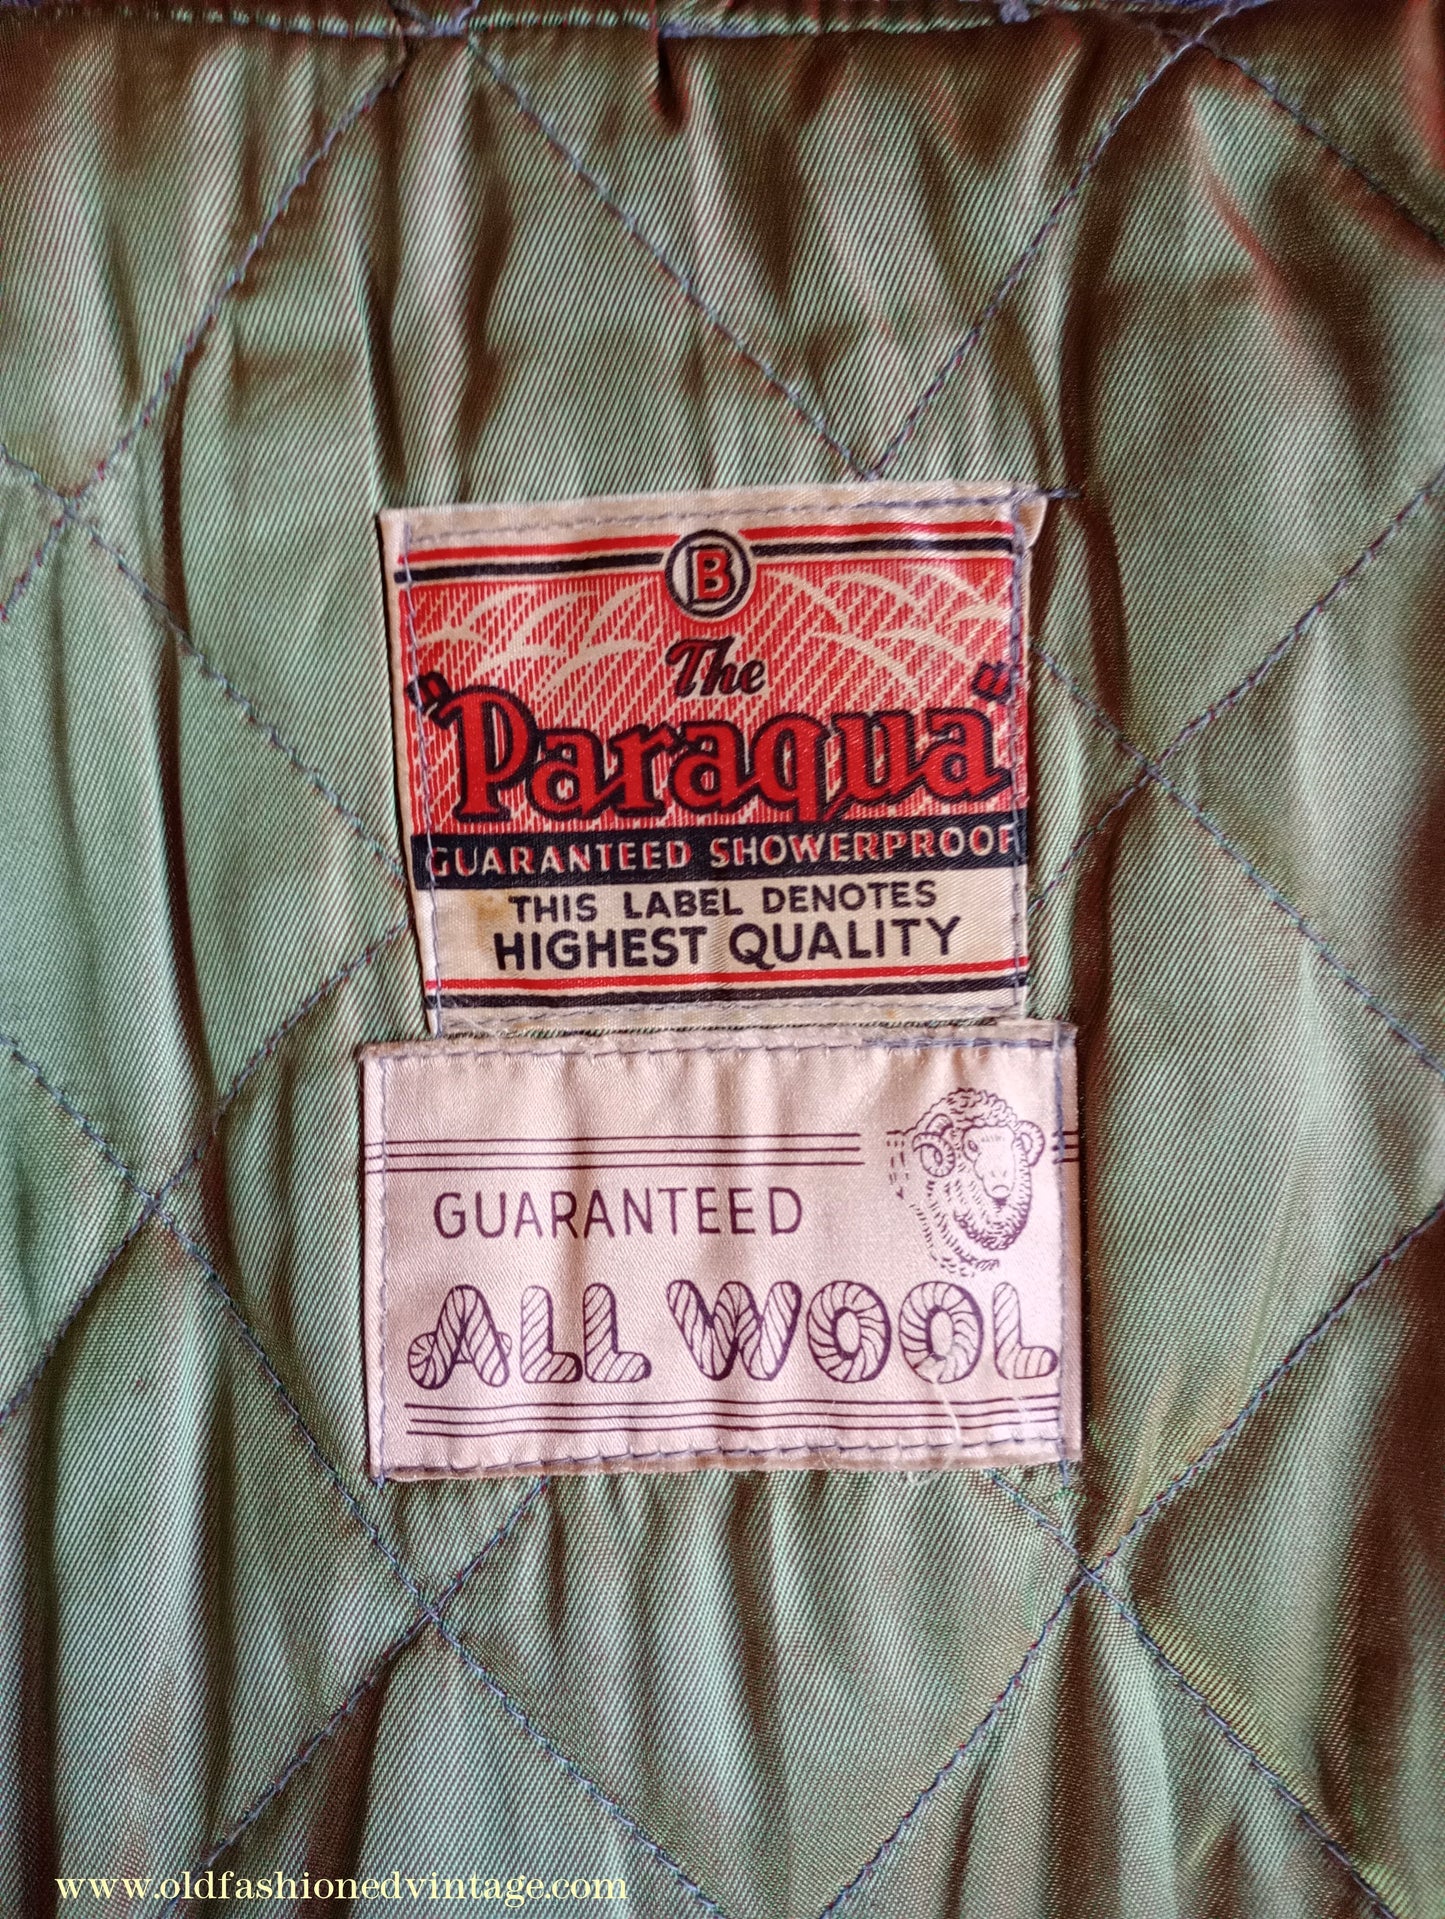 B
The
"Paraqua"
GUARANTEED SHOWERPROOF
THIS LABEL DENOTES
HIGHEST QUALITY
GUARANTEED
ALL WOOL
www.oldfashionedvintage.com